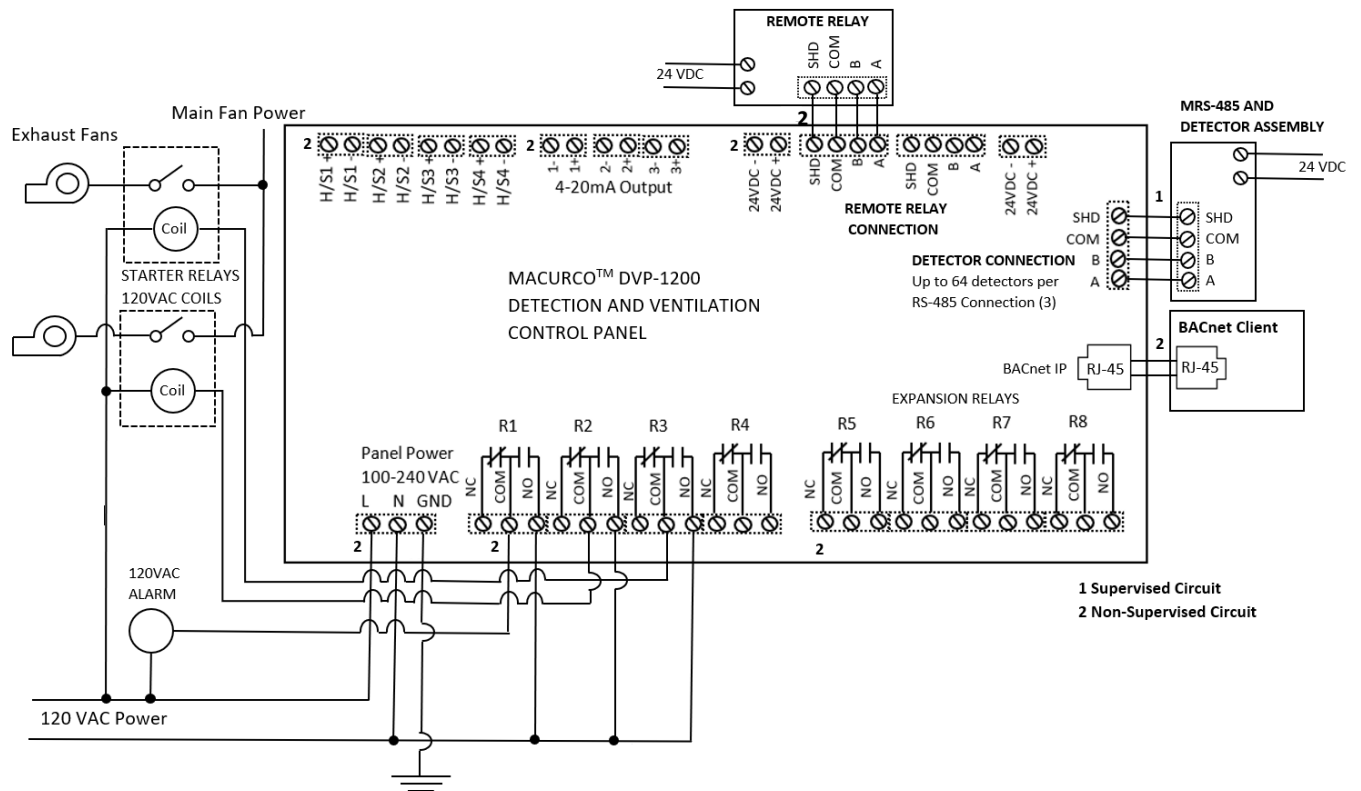 REMOTE RELAY
SHD
COM
B
A
24 VDC
Main Fan Power
Exhaust Fans
MRS-485 AND
DETECTOR ASSEMBLY
24 VDC
2
H/S1 +
H/S1 -
H/S2 +
H/S2 -
H/S3 +
H/S3 -
H/S4 +
H/S4 -
2
1-
1+
2-
2+
3-
3+
4-20mA Output
2
24VDC -
24VDC +
2
SHD
COM
B
A
SHD
COM
B
A
24VDC -
24VDC +
REMOTE RELAY
CONNECTION
1
SHD
COM
B
A
SHD
COM
B
A
DETECTOR CONNECTION
Up to 64 detectors per
RS-485 Connection (3)
Coil
STARTER RELAYS
120VAC COILS
Coil
MACURCO™ DVP-1200
DETECTION AND VENTILATION
CONTROL PANEL
BACnet Client
2
BACnet IP
RJ-45
RJ-45
EXPANSION RELAYS
Panel Power
100-240 VAC
L N GND
2
R1
NC
COM
NO
R2
NC
COM
NO
R3
NC
COM
NO
R4
NC
COM
NO
2
R5
NC
COM
NO
R6
NC
COM
NO
R7
NC
COM
NO
R8
NC
COM
NO
2
120VAC
ALARM
1 Supervised Circuit
2 Non-Supervised Circuit
120 VAC Power